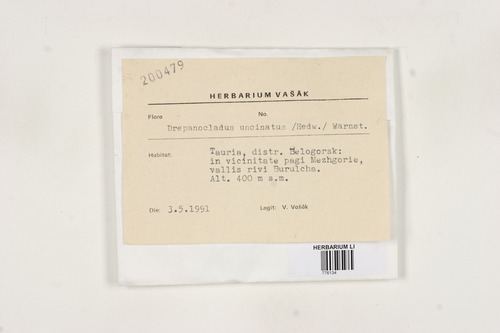 200479
HERBARIUM VAŠÁK
Flora No.
Drepanocladus uncinatus /Hedw./ Warnst.
Habitat: Tauria, distr. Belogorsk:
in vicinitate pagi Mezhgorie,
vallis rivi Burulcha.
Alt. 400 m s.m.
Die: 3.5.1991 Legit: V. Vašák
HERBARIUM LI
776134